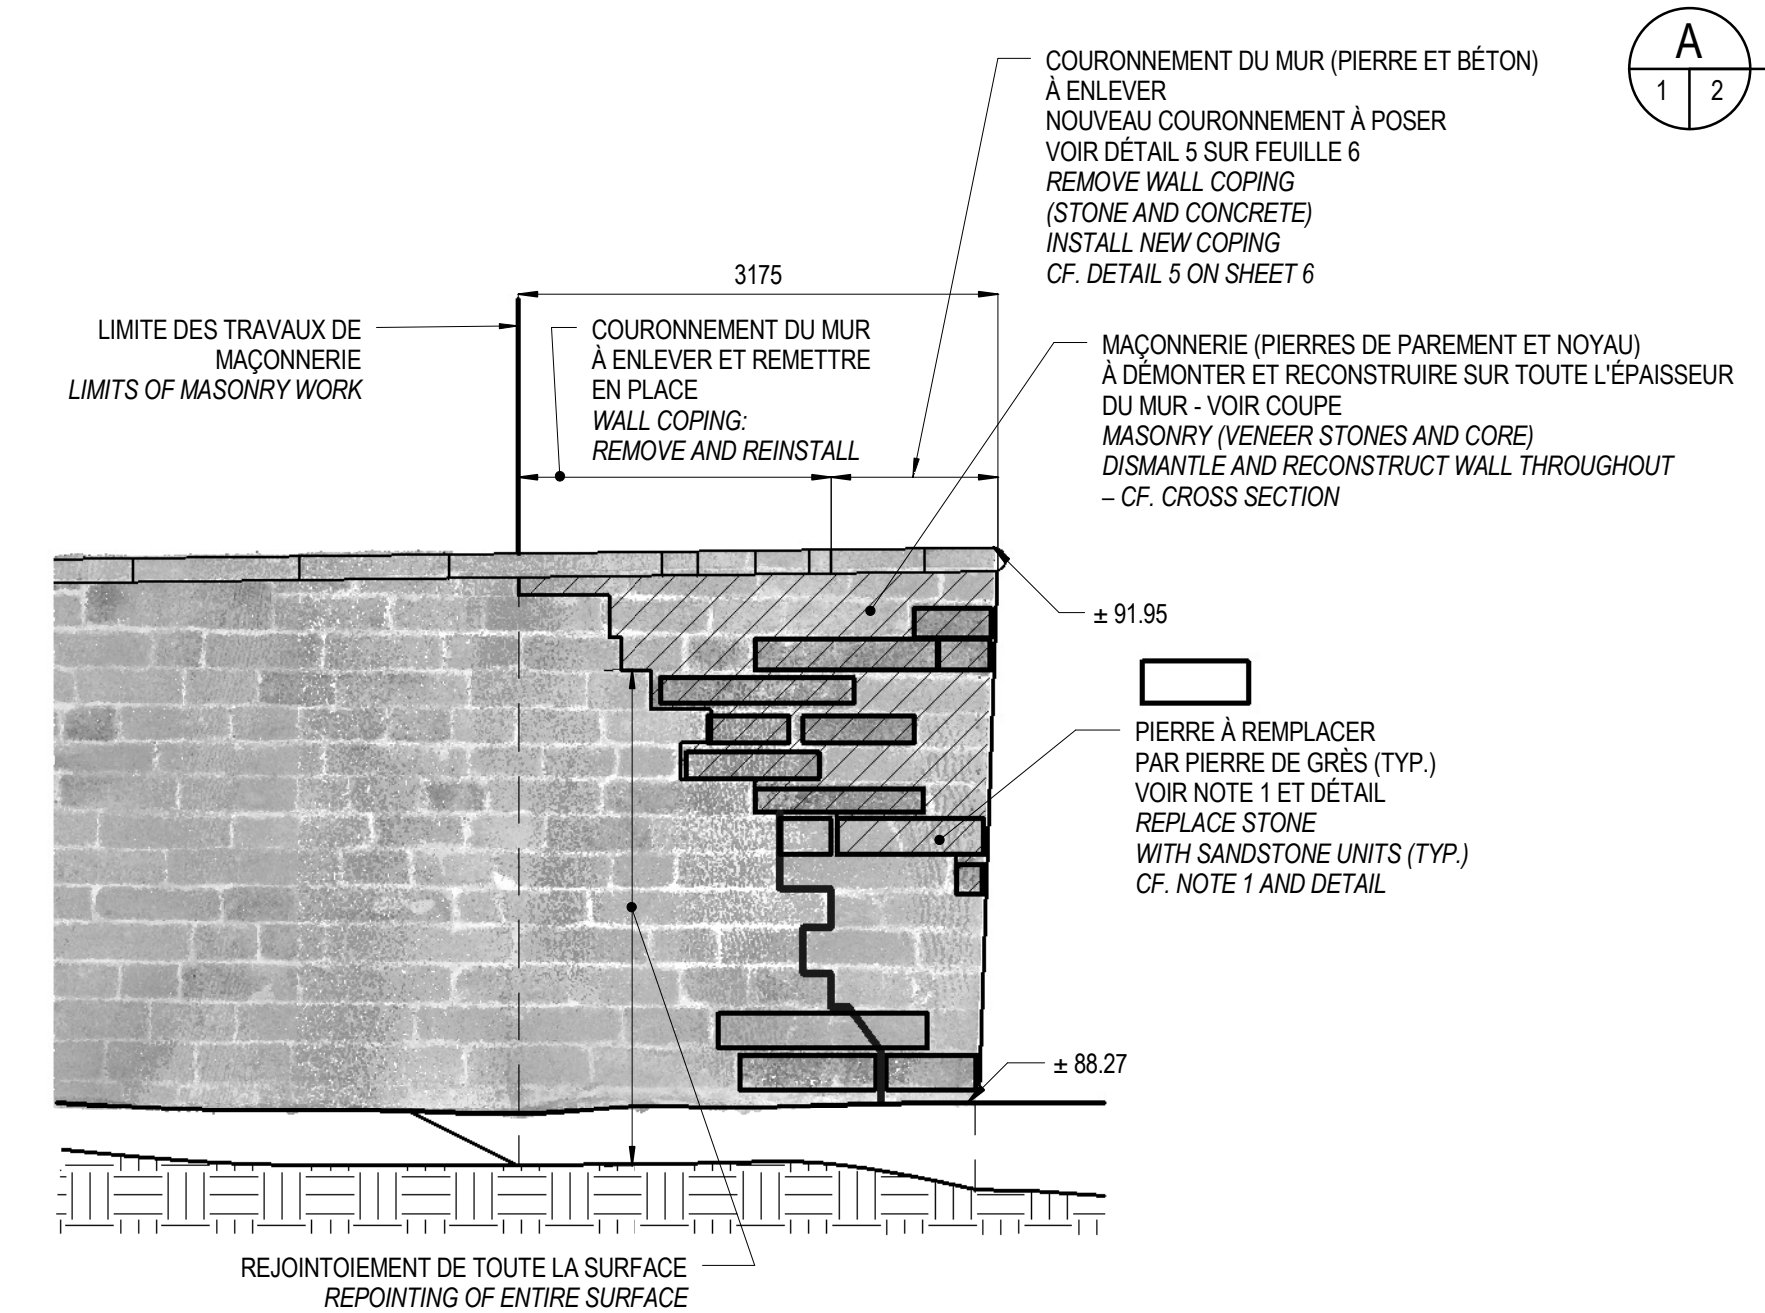 A
1 2
COURONNEMENT DU MUR (PIERRE ET BÉTON)
À ENLEVER
NOUVEAU COURONNEMENT À POSER
VOIR DÉTAIL 5 SUR FEUILLE 6
REMOVE WALL COPING
(STONE AND CONCRETE)
INSTALL NEW COPING
CF. DETAIL 5 ON SHEET 6
3175
LIMITE DES TRAVAUX DE
MAÇONNERIE
LIMITS OF MASONRY WORK
COURONNEMENT DU MUR
À ENLEVER ET REMETTRE
EN PLACE
WALL COPING:
REMOVE AND REINSTALL
MAÇONNERIE (PIERRES DE PAREMENT ET NOYAU)
À DÉMONTER ET RECONSTRUIRE SUR TOUTE L'ÉPAISSEUR
DU MUR - VOIR COUPE
MASONRY (VENEER STONES AND CORE)
DISMANTLE AND RECONSTRUCT WALL THROUGHOUT
– CF. CROSS SECTION
± 91.95
PIERRE À REMPLACER
PAR PIERRE DE GRÈS (TYP.)
VOIR NOTE 1 ET DÉTAIL
REPLACE STONE
WITH SANDSTONE UNITS (TYP.)
CF. NOTE 1 AND DETAIL
± 88.27
REJOINTOIEMENT DE TOUTE LA SURFACE
REPOINTING OF ENTIRE SURFACE